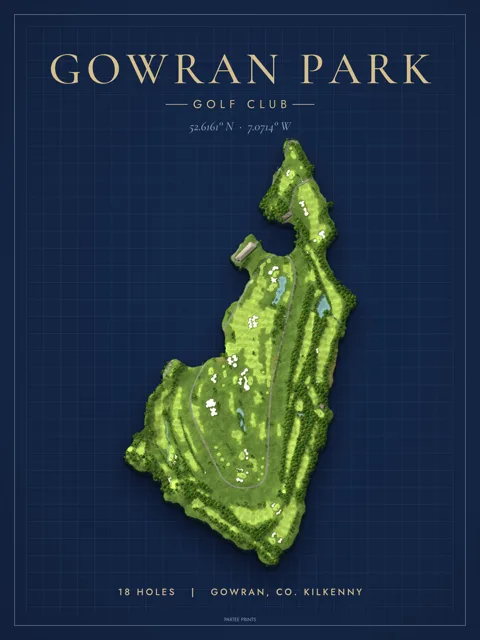 GOWRAN PARK
GOLF CLUB
52.6161° N · 7.0714° W
18 HOLES | GOWRAN, CO. KILKENNY
PARTEE PRINTS